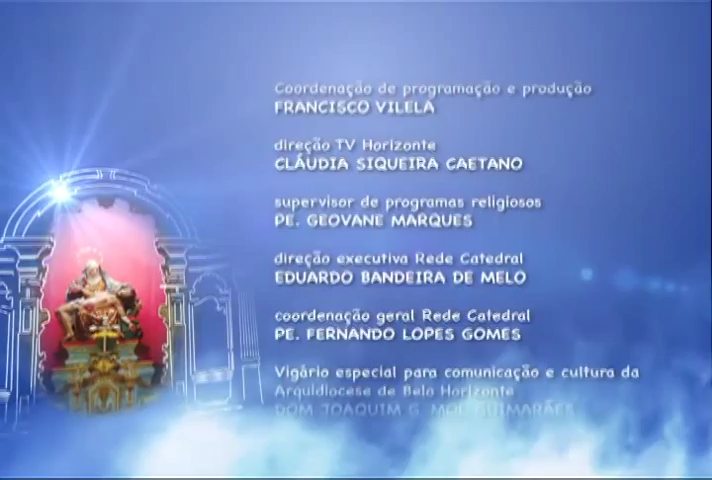 Coordenação de programação e produção
FRANCISCO VILELA
direção TV Horizonte
CLÁUDIA SIQUEIRA CAETANO
supervisor de programas religiosos
PE. GEOVANE MARQUES
direção executiva Rede Catedral
EDUARDO BANDEIRA DE MELO
coordenação geral Rede Catedral
PE. FERNANDO LOPES GOMES
Vigário especial para comunicação e cultura da
Arquidiocese de Belo Horizonte
DOM JOAQUIM G. MOL GUIMARÃES